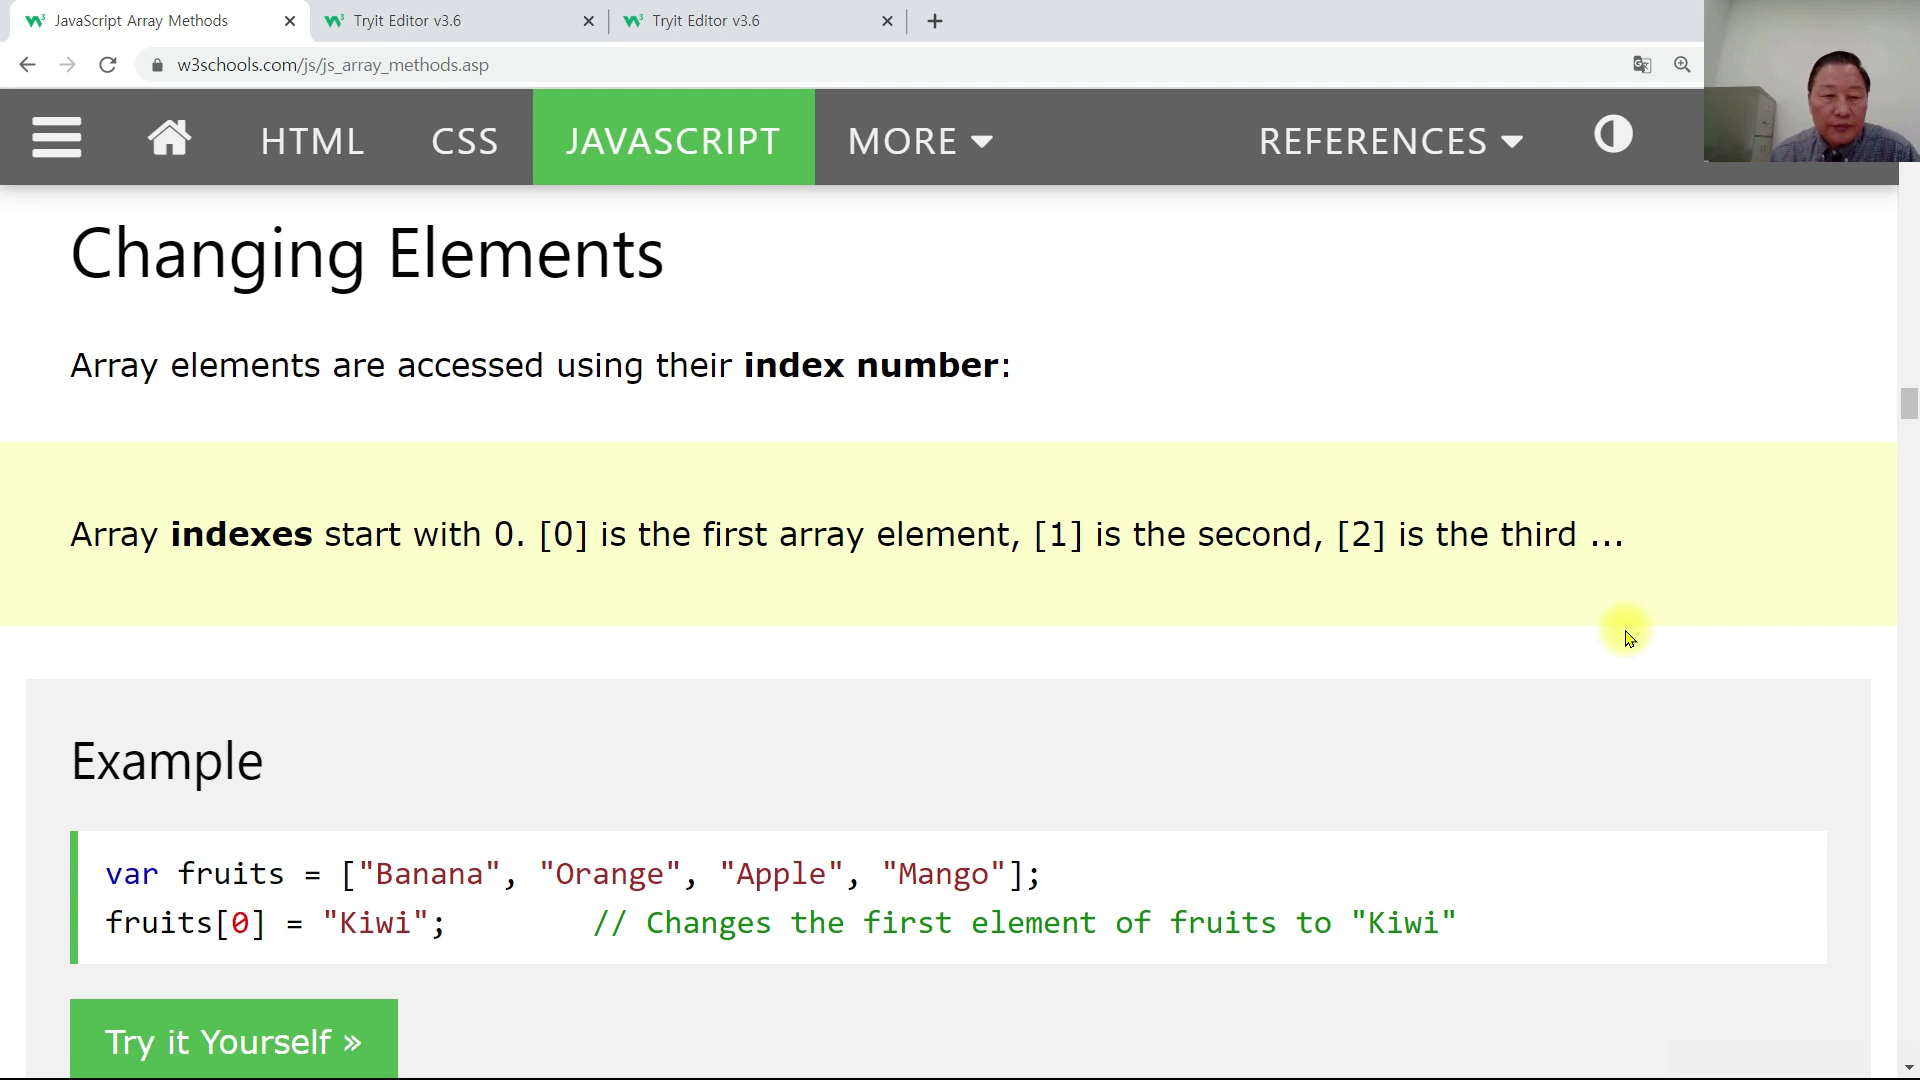 JavaScript Array Methods
Tryit Editor v3.6
Tryit Editor v3.6
w3schools.com/js/js_array_methods.asp
HTML CSS JAVASCRIPT MORE REFERENCES
Changing Elements
Array elements are accessed using their index number:
Array indexes start with 0. [0] is the first array element, [1] is the second, [2] is the third ...
Example
var fruits = ["Banana", "Orange", "Apple", "Mango"];
fruits[0] = "Kiwi";        // Changes the first element of fruits to "Kiwi"
Try it Yourself »